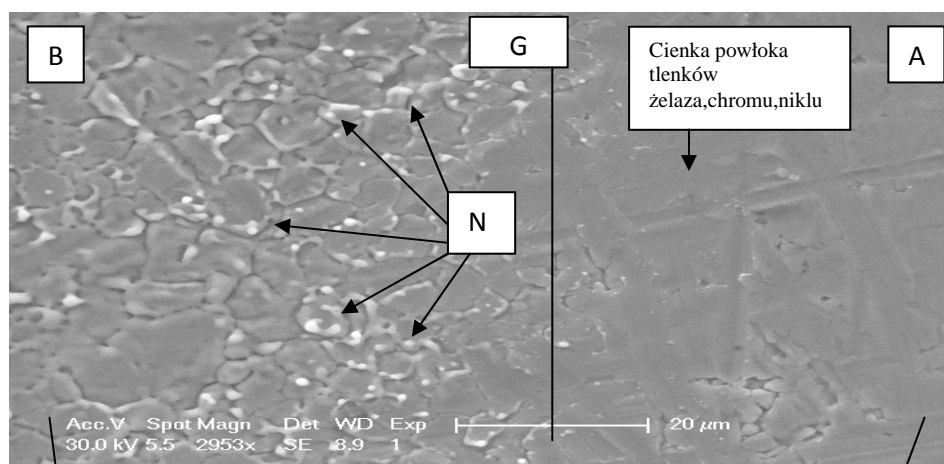 B
G
Cienka powłoka
tlenków
żelaza,chromu,niklu
A
N
Acc.V Spot Magn Det WD Exp
30.0 kV 5.5 2953x SE 8.9 1
20 µm